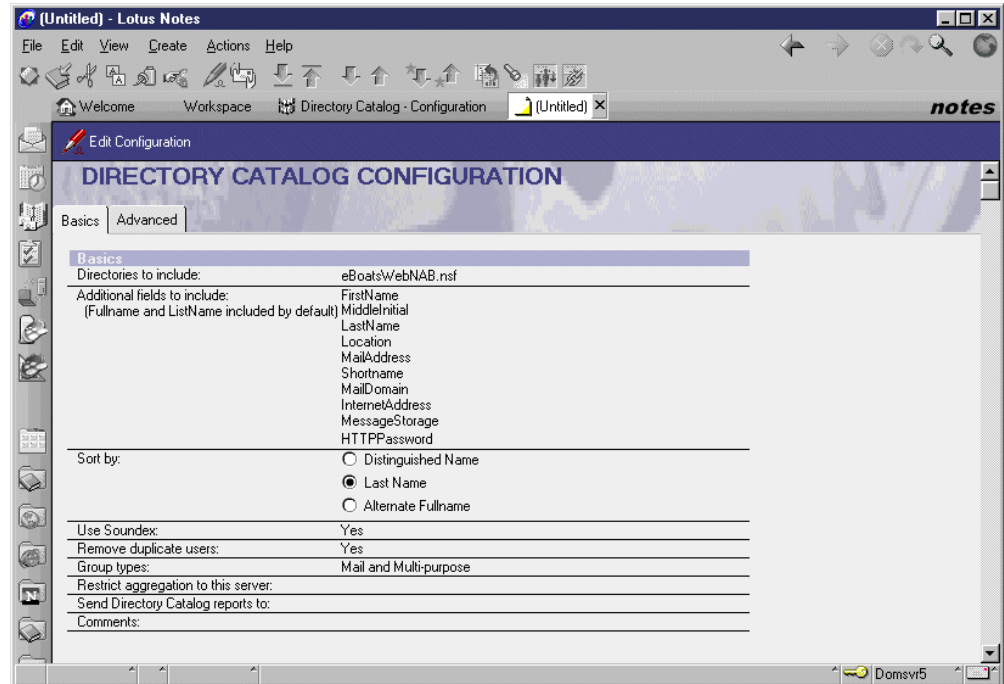 (Untitled) - Lotus Notes
File Edit View Create Actions Help
Welcome Workspace Directory Catalog - Configuration (Untitled) notes
Edit Configuration
DIRECTORY CATALOG CONFIGURATION
Basics Advanced
Basics
Directories to include: eBoatsWebNAB.nsf
Additional fields to include: FirstName
(Fullname and ListName included by default) MiddleInitial
LastName
Location
MailAddress
Shortname
MailDomain
InternetAddress
MessageStorage
HTTPPassword
Sort by: Distinguished Name
Last Name
Alternate Fullname
Use Soundex: Yes
Remove duplicate users: Yes
Group types: Mail and Multi-purpose
Restrict aggregation to this server:
Send Directory Catalog reports to:
Comments:
Domsvr5